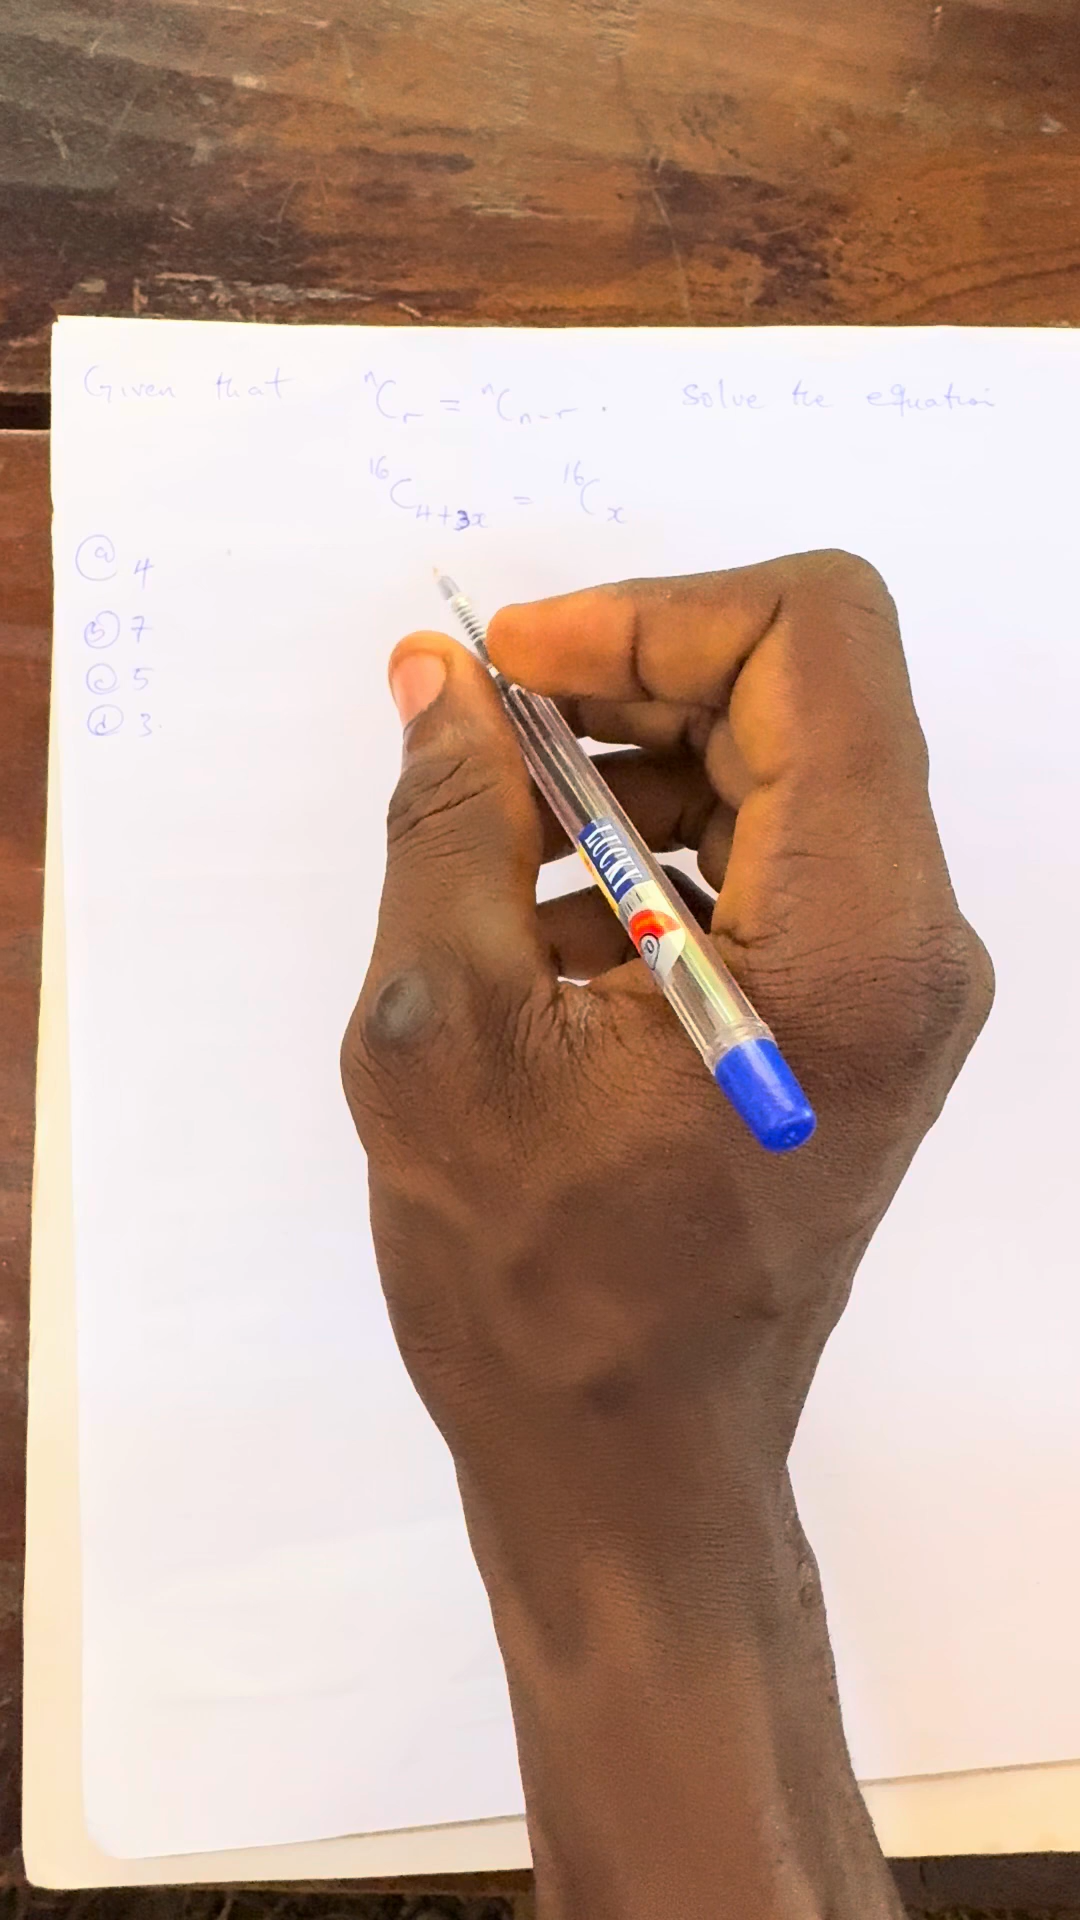 Given that ⁿCᵣ = ⁿCₙ₋ᵣ. Solve the equation
¹⁶C₄₊₃ₓ = ¹⁶Cₓ
ⓐ 4
ⓑ 7
ⓒ 5
ⓓ 3.
LUCKY